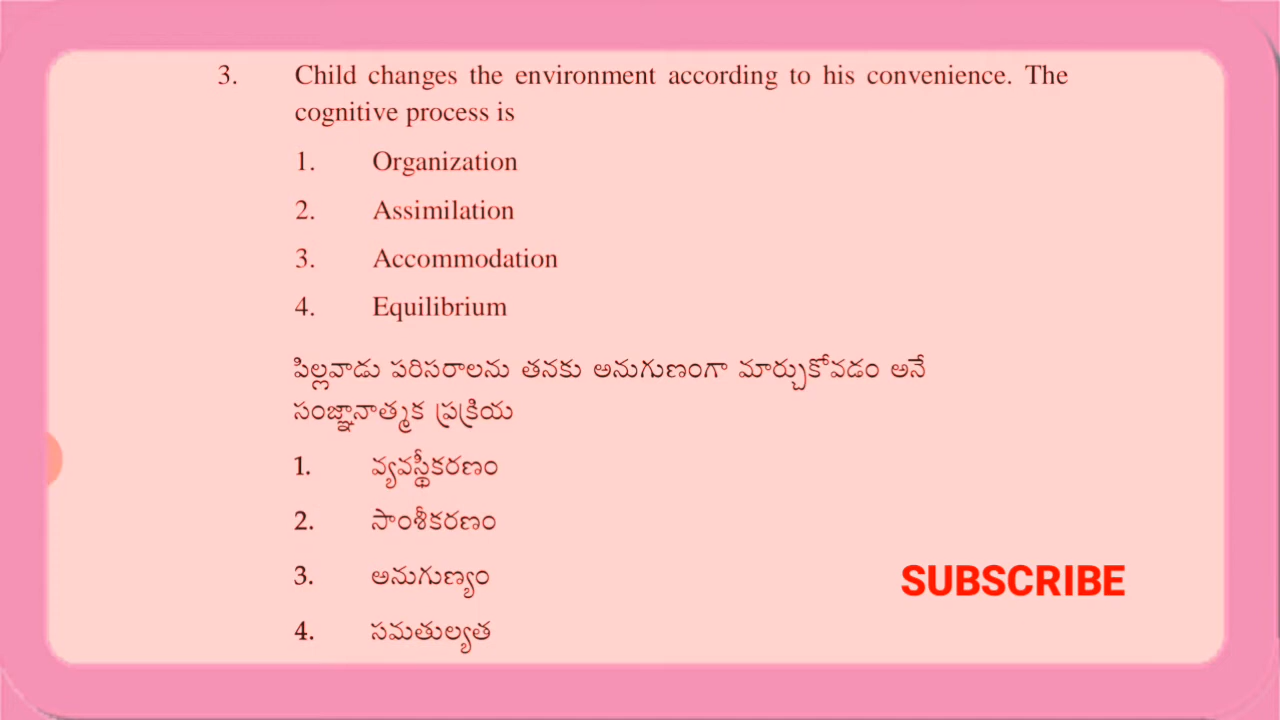 3. Child changes the environment according to his convenience. The
cognitive process is
1. Organization
2. Assimilation
3. Accommodation
4. Equilibrium
పిల్లవాడు పరిసరాలను తనకు అనుగుణంగా మార్చుకోవడం అనే
సంజ్ఞానాత్మక ప్రక్రియ
1. వ్యవస్థీకరణం
2. సాంశీకరణం
3. అనుగుణ్యం
4. సమతుల్యత
SUBSCRIBE